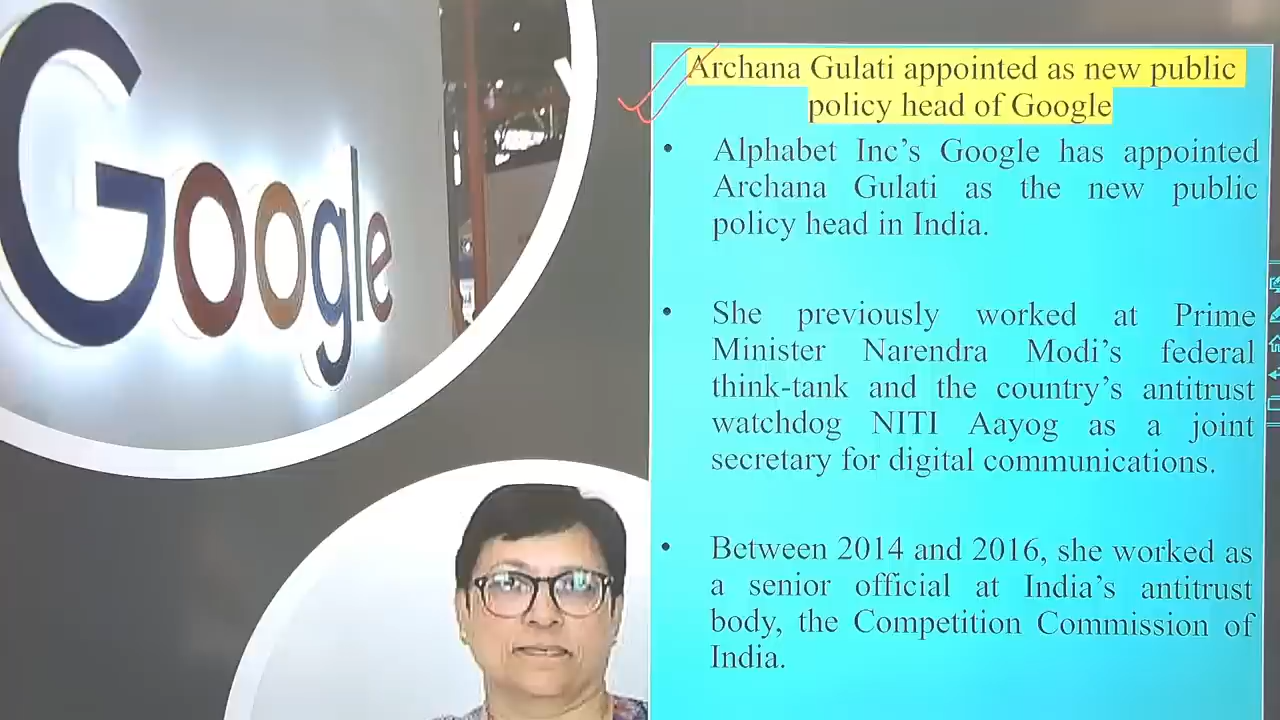 Google
Archana Gulati appointed as new public
policy head of Google
• Alphabet Inc’s Google has appointed
Archana Gulati as the new public
policy head in India.
• She previously worked at Prime
Minister Narendra Modi’s federal
think-tank and the country’s antitrust
watchdog NITI Aayog as a joint
secretary for digital communications.
• Between 2014 and 2016, she worked as
a senior official at India’s antitrust
body, the Competition Commission of
India.